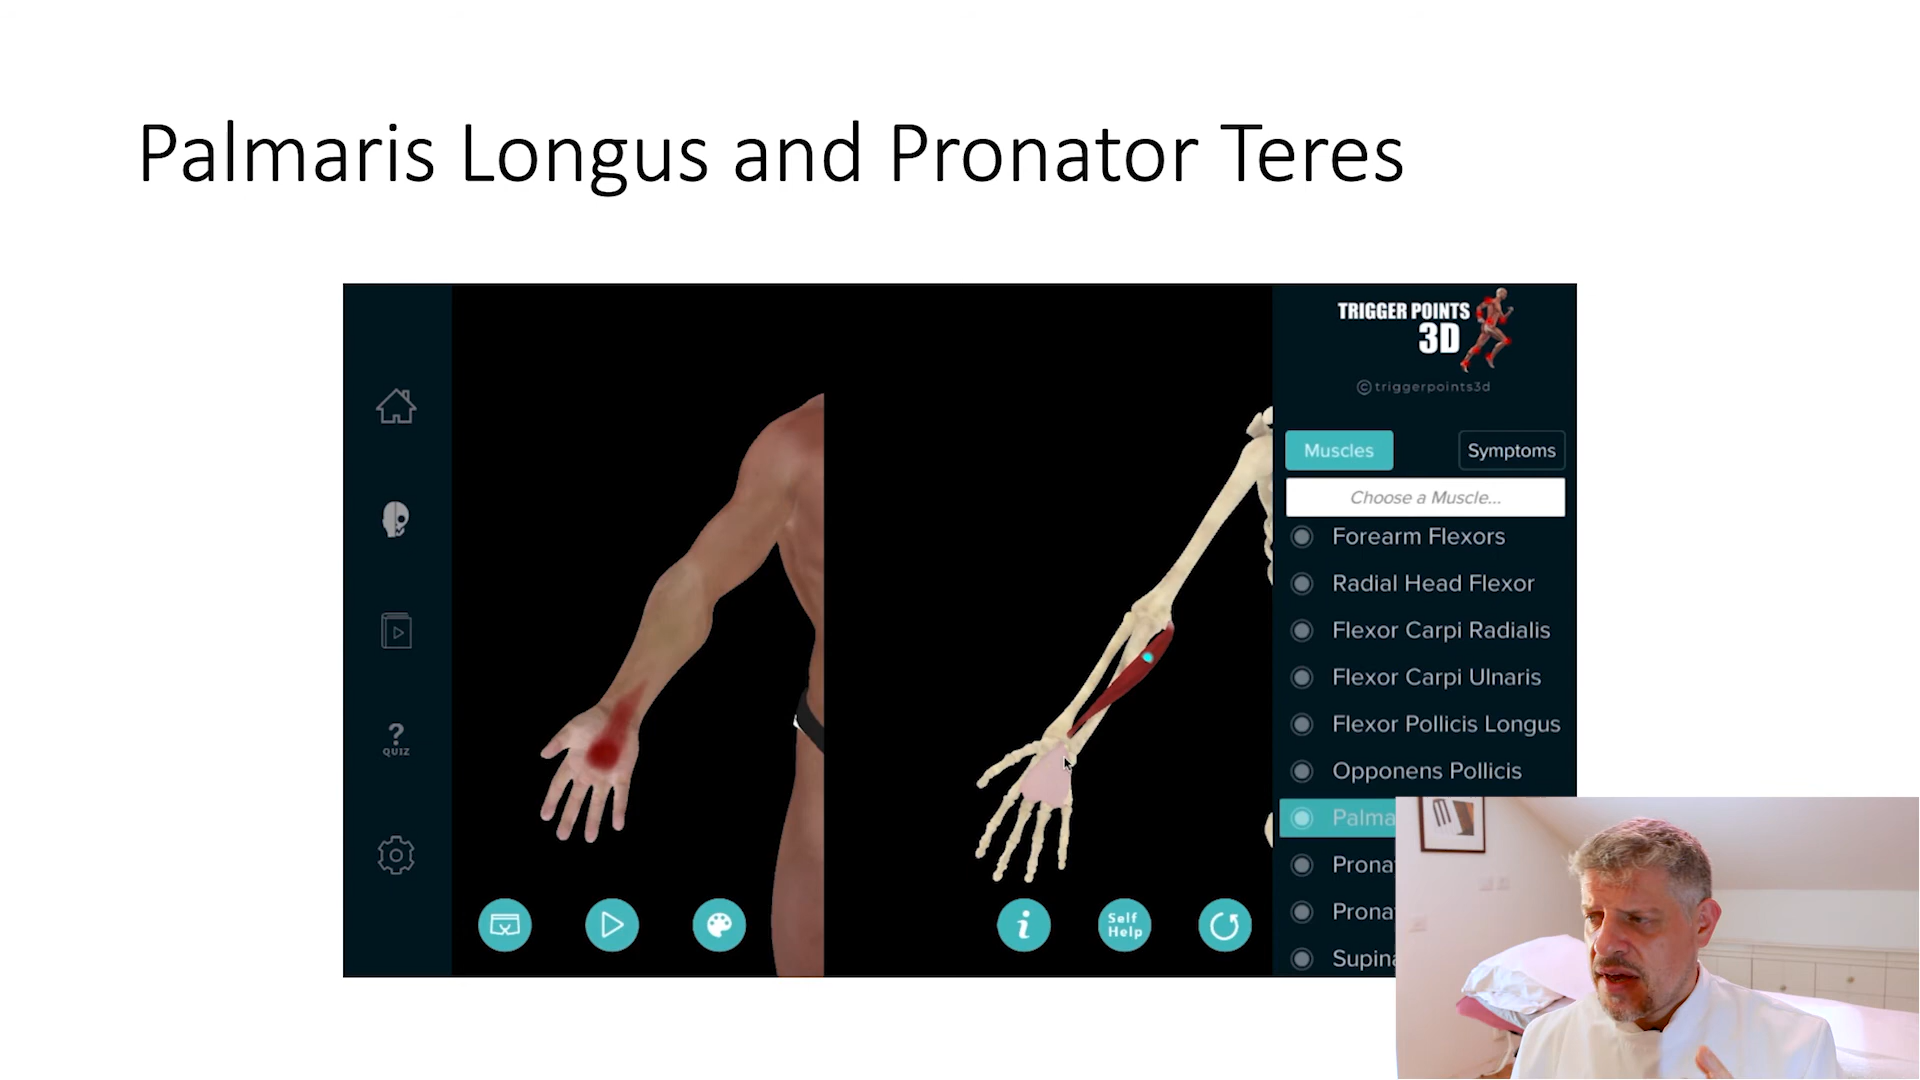 Palmaris Longus and Pronator Teres
TRIGGER POINTS
3D
©triggerpoints3d
Muscles
Symptoms
Choose a Muscle...
Forearm Flexors
Radial Head Flexor
Flexor Carpi Radialis
Flexor Carpi Ulnaris
Flexor Pollicis Longus
Opponens Pollicis
Palma
Prona
Prona
Supin
?
QUIZ
i
Self
Help